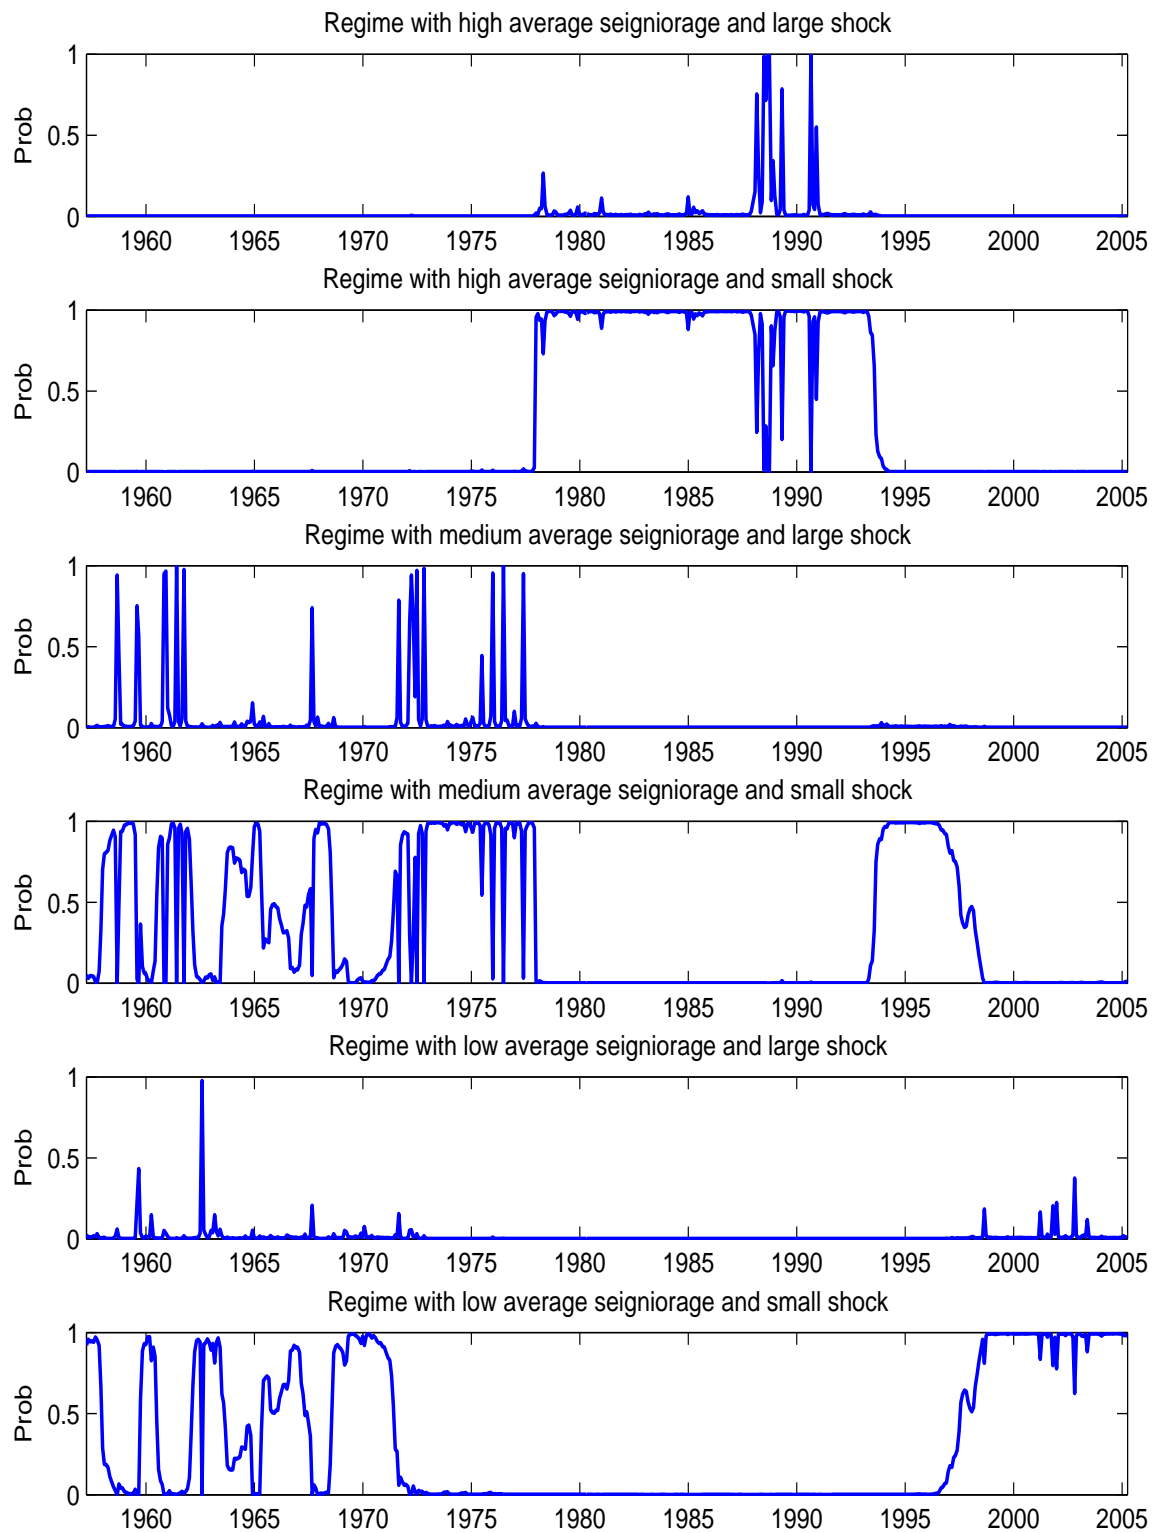 Regime with high average seigniorage and large shock
1
0.5
0
Prob
1960 1965 1970 1975 1980 1985 1990 1995 2000 2005
Regime with high average seigniorage and small shock
1
0.5
0
Prob
1960 1965 1970 1975 1980 1985 1990 1995 2000 2005
Regime with medium average seigniorage and large shock
1
0.5
0
Prob
1960 1965 1970 1975 1980 1985 1990 1995 2000 2005
Regime with medium average seigniorage and small shock
1
0.5
0
Prob
1960 1965 1970 1975 1980 1985 1990 1995 2000 2005
Regime with low average seigniorage and large shock
1
0.5
0
Prob
1960 1965 1970 1975 1980 1985 1990 1995 2000 2005
Regime with low average seigniorage and small shock
1
0.5
0
Prob
1960 1965 1970 1975 1980 1985 1990 1995 2000 2005